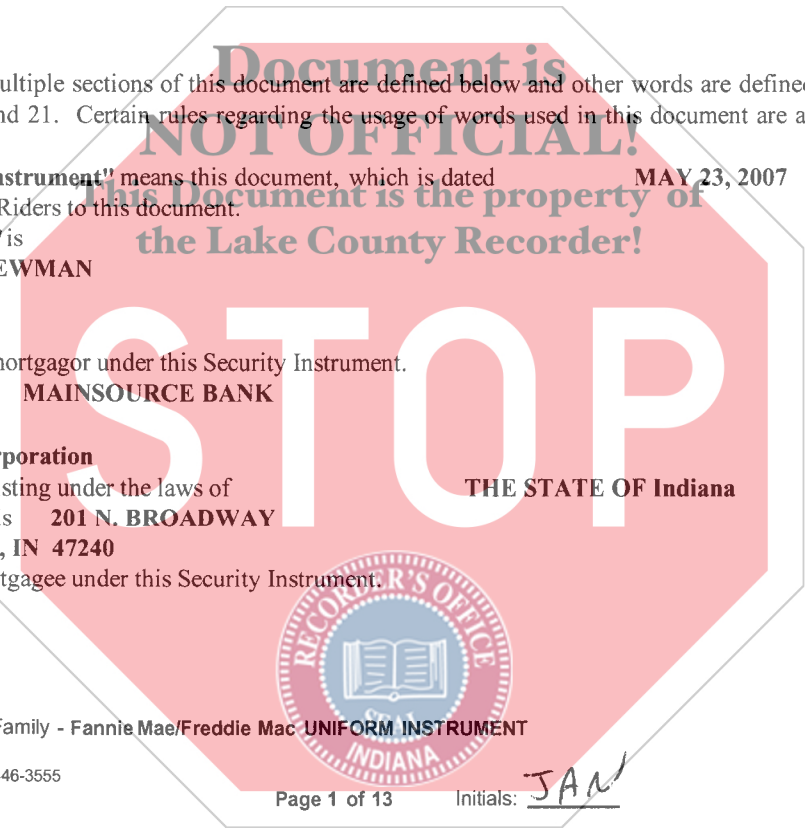 Document is
ultiple sections of this document are defined below and other words are define
NOT OFFICIAL!
nd 21. Certain rules regarding the usage of words used in this document are a
nstrument" means this document, which is dated MAY 23, 2007
This Document is the property of
Riders to this document.
is
the Lake County Recorder!
EWMAN
STOP
ortgagor under this Security Instrument.
MAINSOURCE BANK
rporation
sting under the laws of THE STATE OF Indiana
s 201 N. BROADWAY
, IN 47240
tgagee under this Security Instrument.
RECORDER'S OFFICE
SEAL
INDIANA
Family - Fannie Mae/Freddie Mac UNIFORM INSTRUMENT
46-3555
Page 1 of 13 Initials: JAN